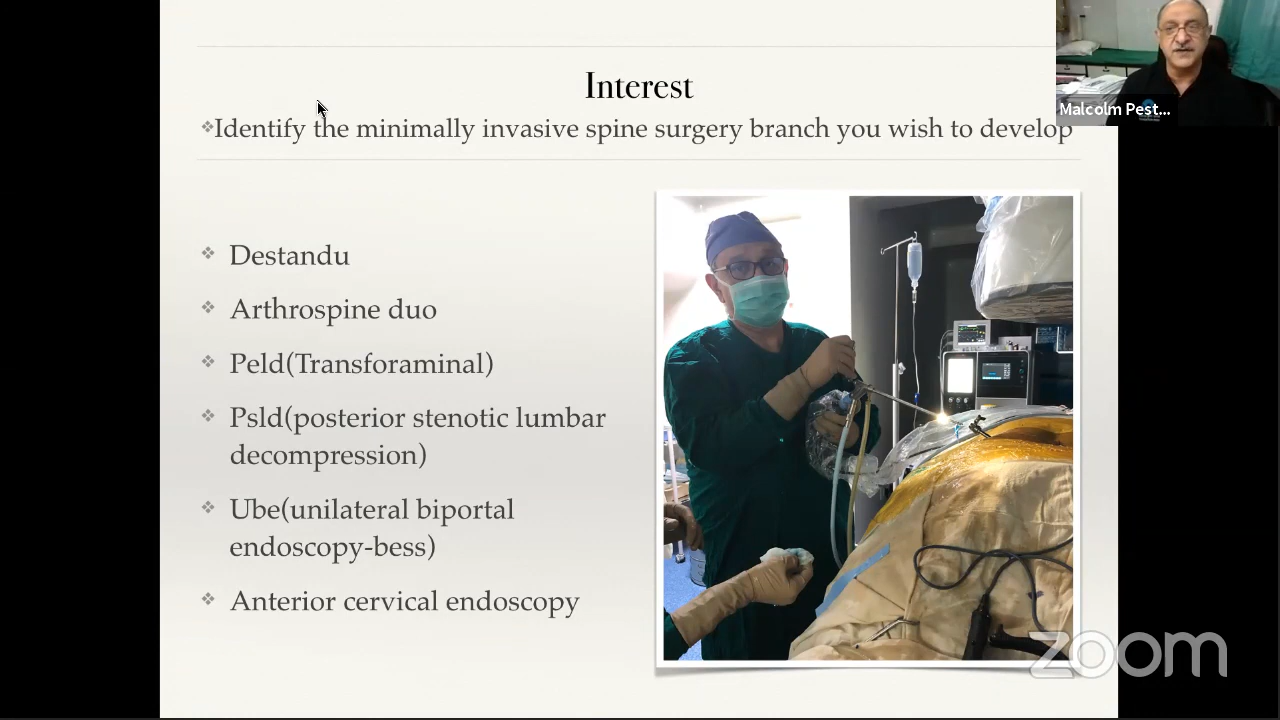 Interest
Identify the minimally invasive spine surgery branch you wish to develop
Malcolm Pest...
Destandu
Arthrospine duo
Peld(Transforaminal)
Psld(posterior stenotic lumbar
decompression)
Ube(unilateral biportal
endoscopy-bess)
Anterior cervical endoscopy
zoom